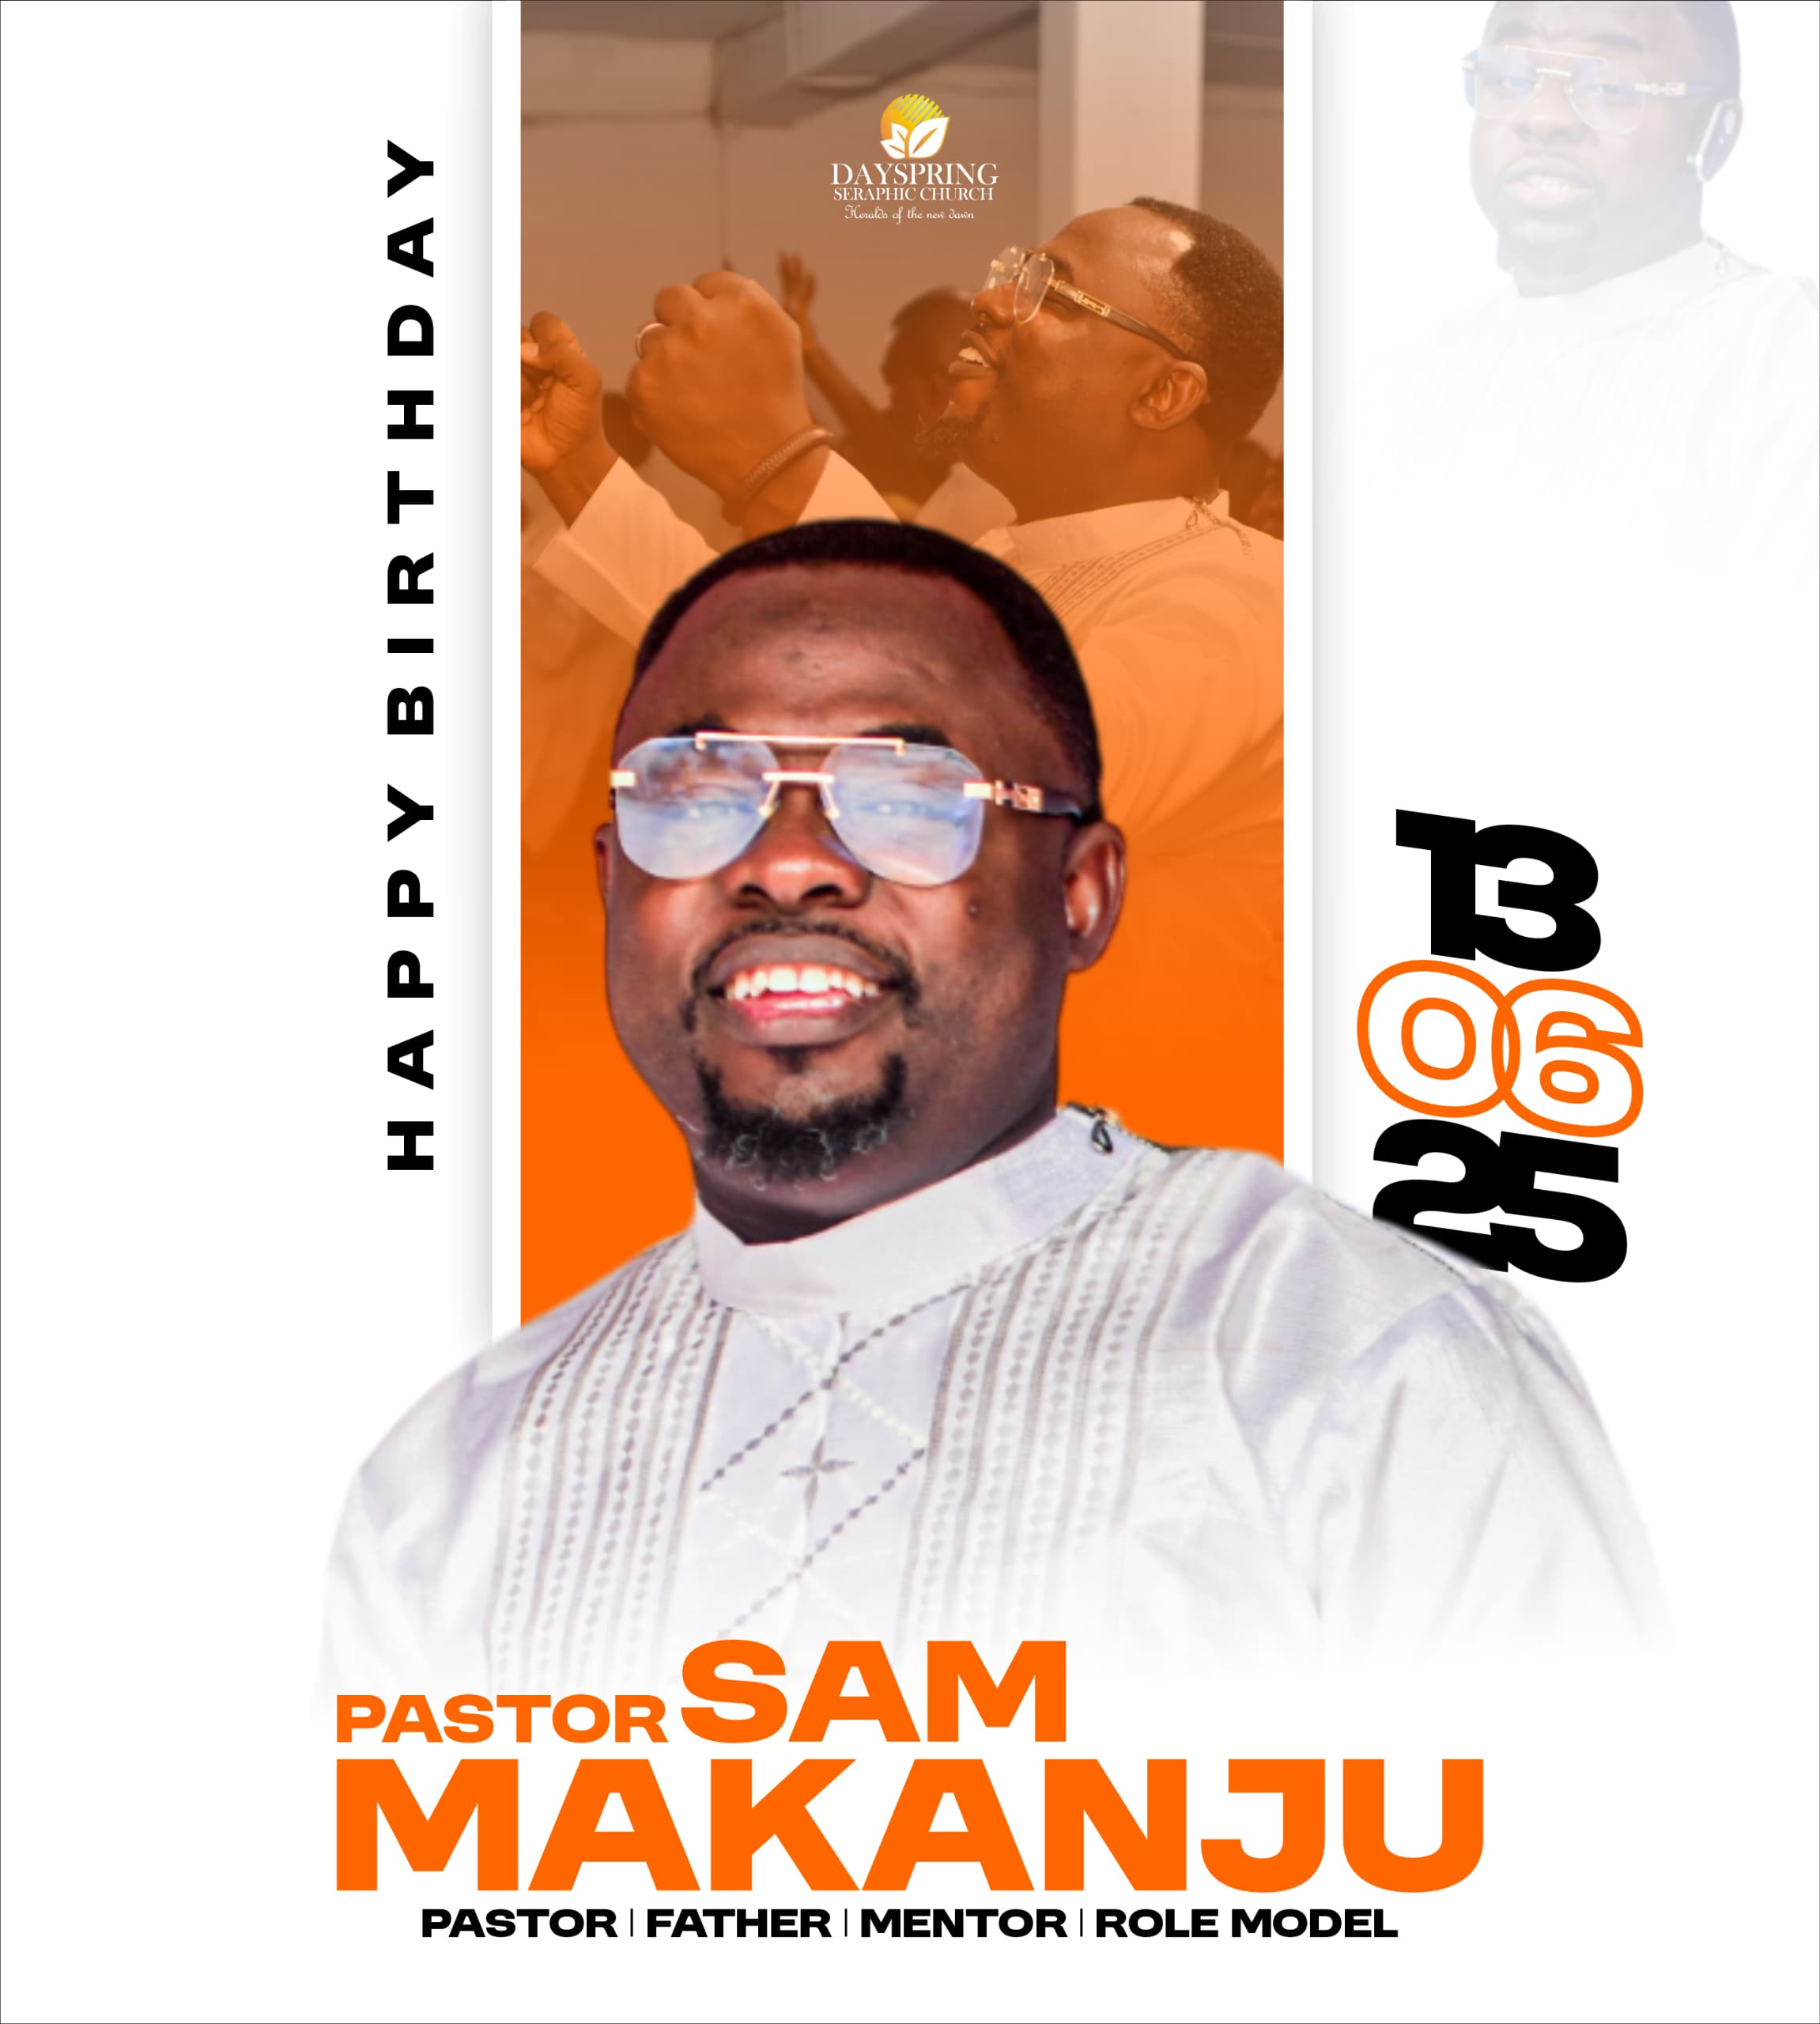 DAYSPRING
SERAPHIC CHURCH
Heralds of the new dawn
HAPPY BIRTHDAY
13
06
25
PASTOR SAM
MAKANJU
PASTOR | FATHER | MENTOR | ROLE MODEL